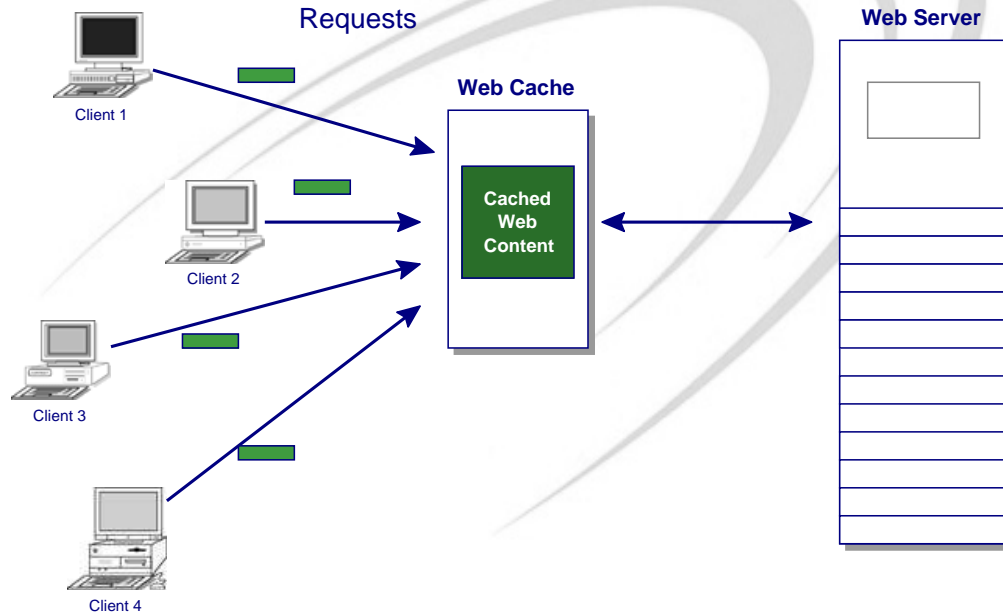 Requests
Web Server
Client 1
Web Cache
Cached
Web
Content
Client 2
Client 3
Client 4